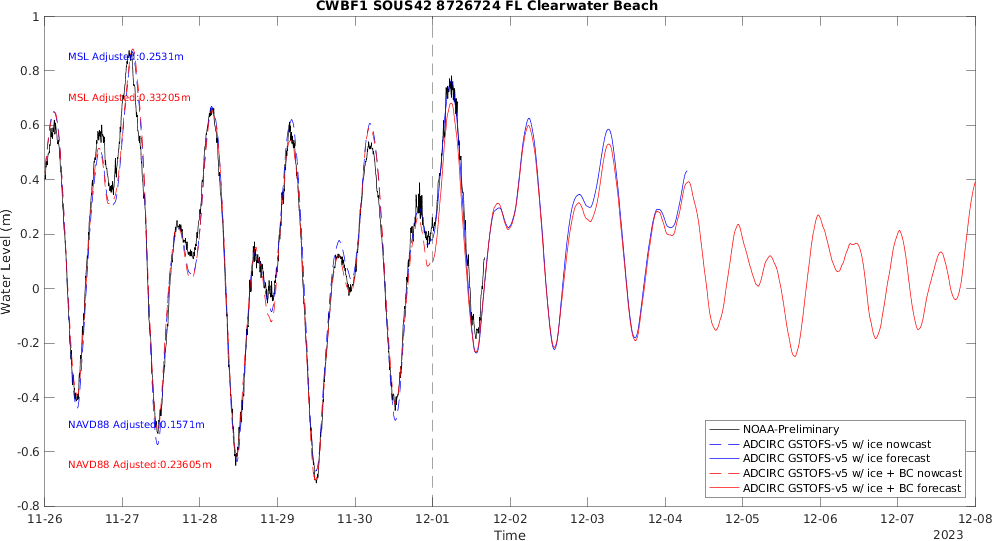 CWBF1 SOUS42 8726724 FL Clearwater Beach
1
0.8
0.6
0.4
0.2
0
-0.2
-0.4
-0.6
-0.8
Water Level (m)
MSL Adjusted:0.2531m
MSL Adjusted:0.33205m
NAVD88 Adjusted:0.1571m
NAVD88 Adjusted:0.23605m
NOAA-Preliminary
ADCIRC GSTOFS-v5 w/ ice nowcast
ADCIRC GSTOFS-v5 w/ ice forecast
ADCIRC GSTOFS-v5 w/ ice + BC nowcast
ADCIRC GSTOFS-v5 w/ ice + BC forecast
11-26 11-27 11-28 11-29 11-30 12-01 12-02 12-03 12-04 12-05 12-06 12-07 12-08
Time
2023